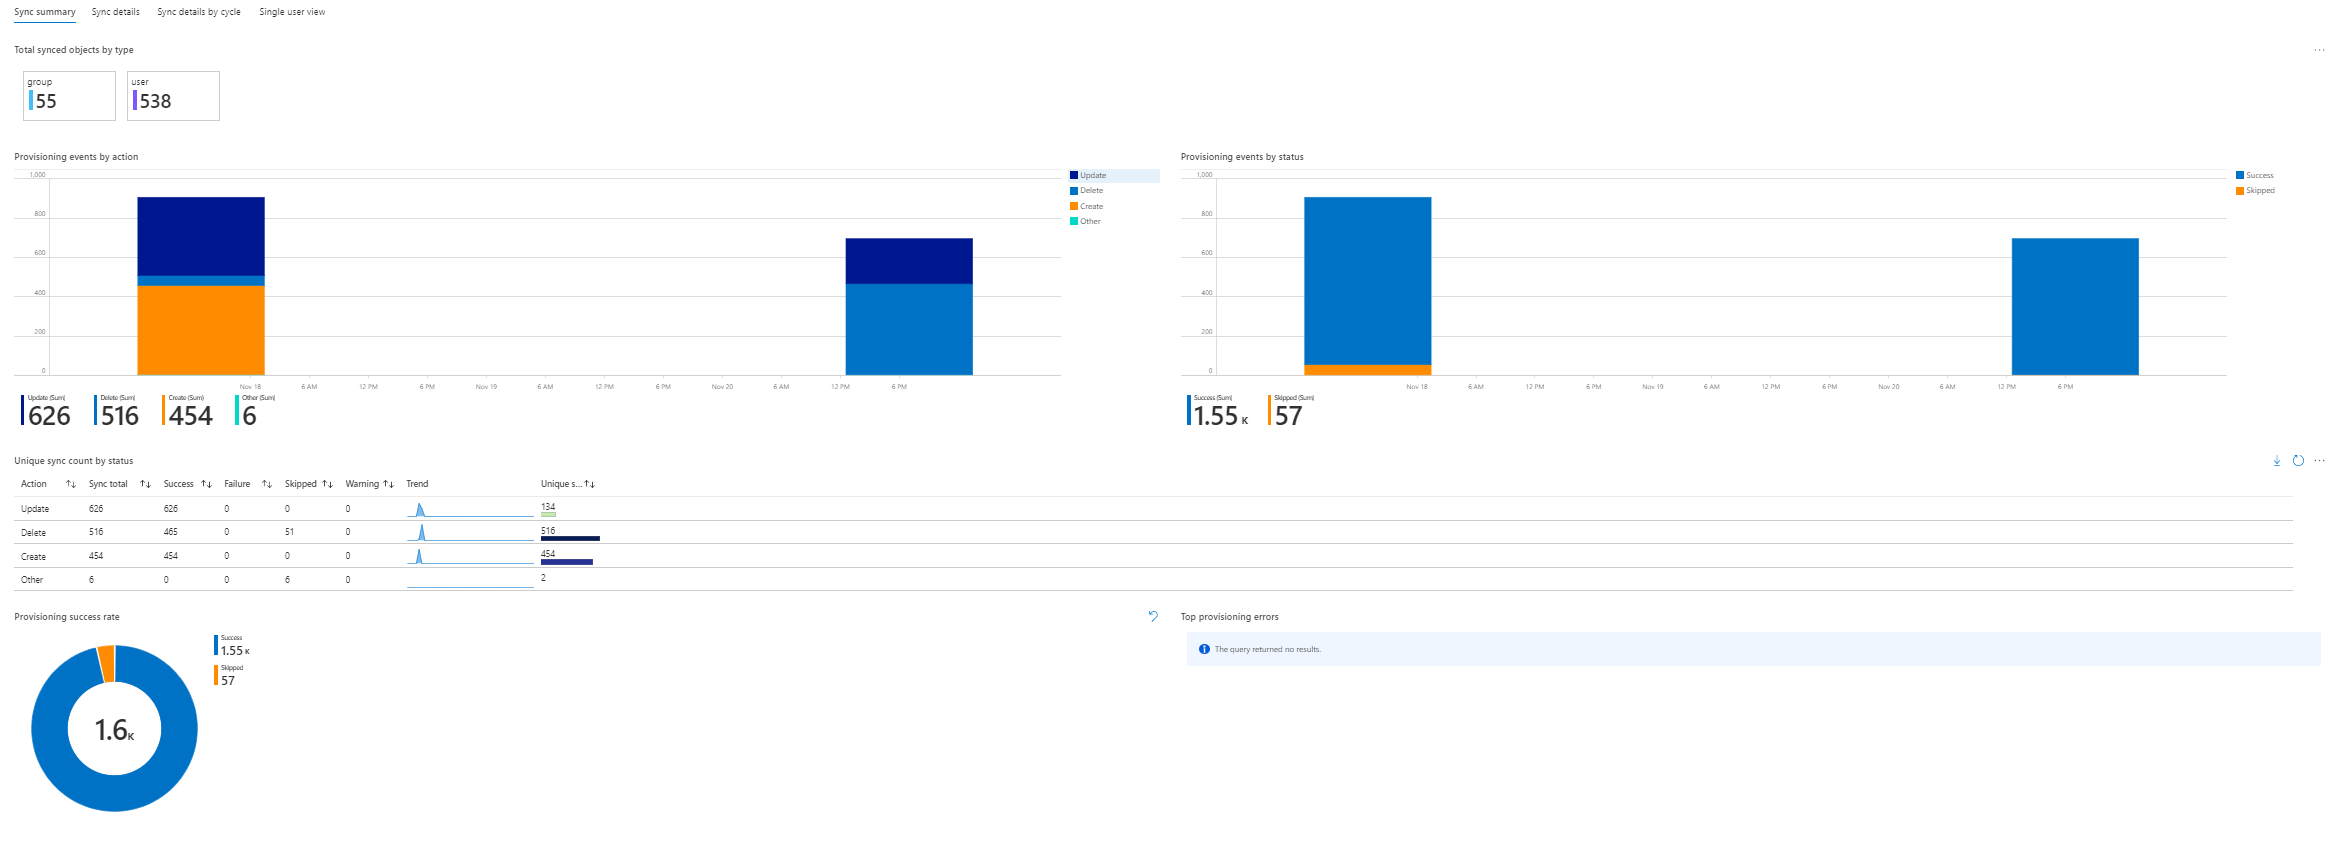 Sync summary Sync details Sync details by cycle Single user view
Total synced objects by type
group
55
user
538
Provisioning events by action
1,000
800
600
400
200
0
Nov 18 6 AM 12 PM 6 PM Nov 19 6 AM 12 PM 6 PM Nov 20 6 AM 12 PM 6 PM
Update
Delete
Create
Other
Update (Sum)
626
Delete (Sum)
516
Create (Sum)
454
Other (Sum)
6
Provisioning events by status
1,000
800
600
400
200
0
Nov 18 6 AM 12 PM 6 PM Nov 19 6 AM 12 PM 6 PM Nov 20 6 AM 12 PM 6 PM
Success
Skipped
Success (Sum)
1.55 K
Skipped (Sum)
57
Unique sync count by status
Action Sync total Success Failure Skipped Warning Trend Unique s...
Update 626 626 0 0 0 134
Delete 516 465 0 51 0 516
Create 454 454 0 0 0 454
Other 6 0 0 6 0 2
Provisioning success rate
Success
1.55 K
Skipped
57
1.6K
Top provisioning errors
The query returned no results.